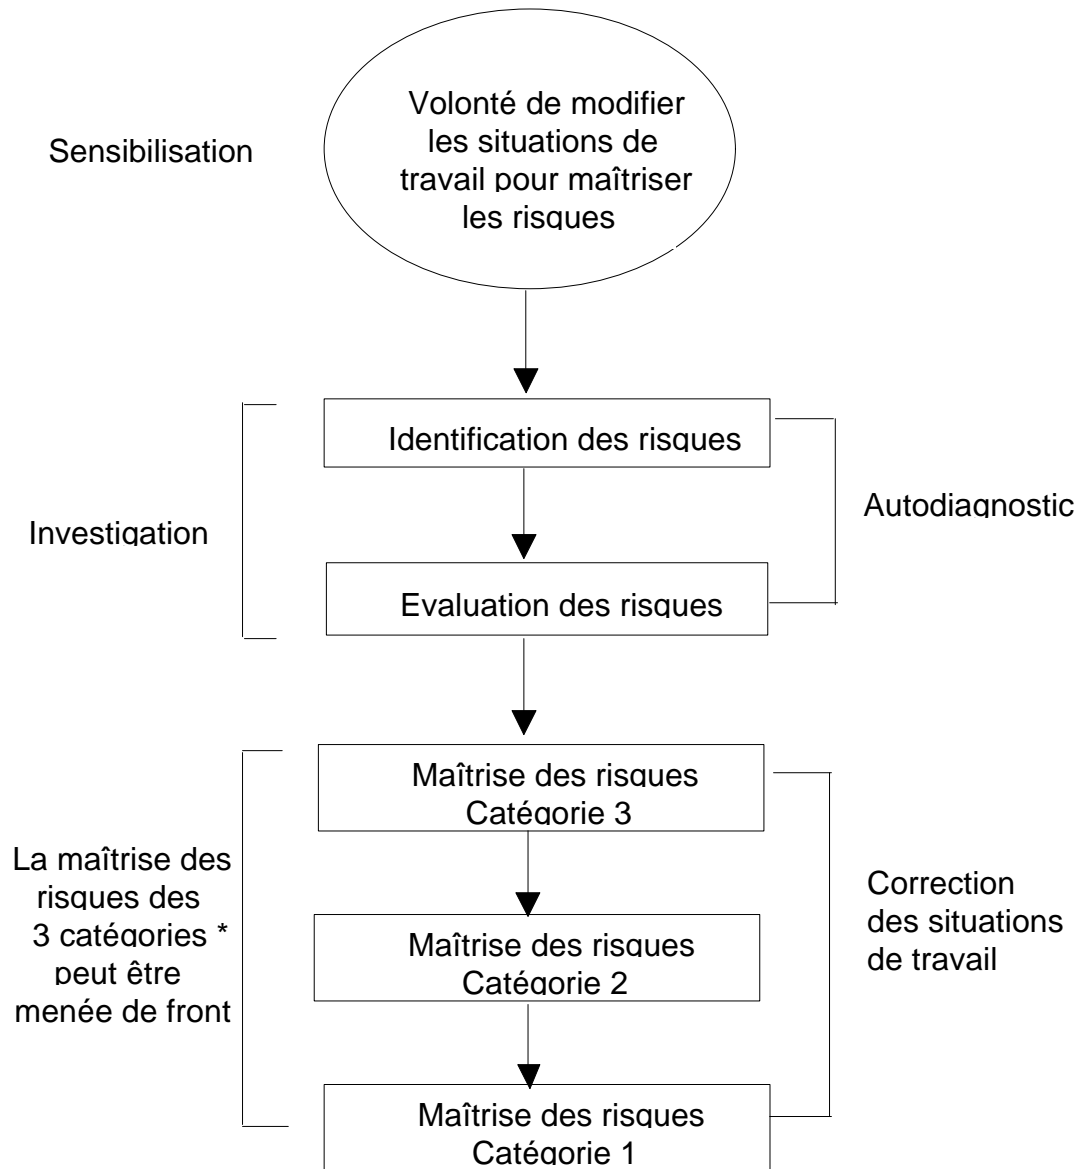 Sensibilisation
Volonté de modifier
les situations de
travail pour maîtriser
les risques
Identification des risques
Investigation
Autodiagnostic
Evaluation des risques
Maîtrise des risques
Catégorie 3
La maîtrise des
risques des
3 catégories *
peut être
menée de front
Maîtrise des risques
Catégorie 2
Correction
des situations
de travail
Maîtrise des risques
Catégorie 1